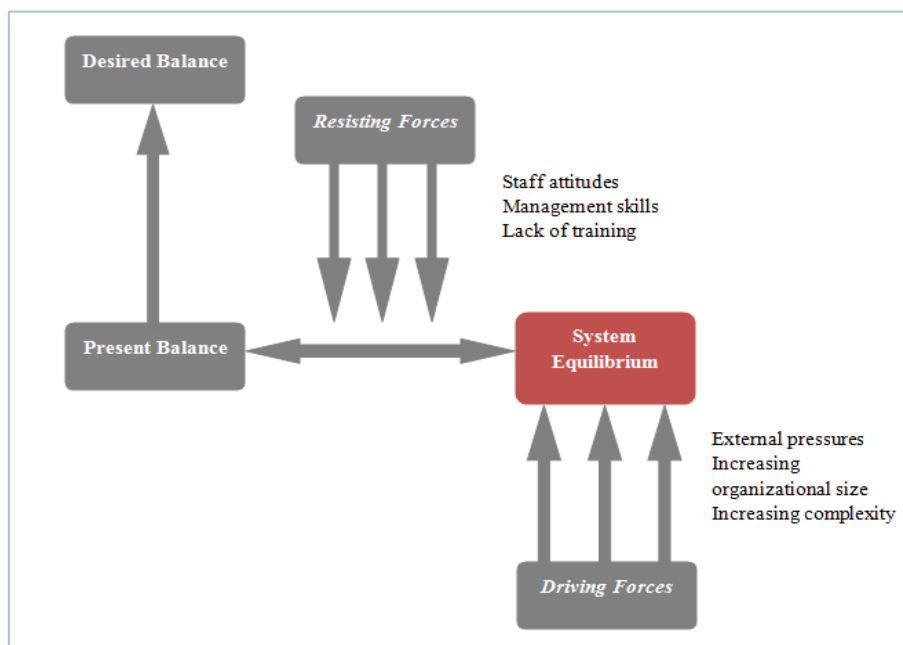 Desired Balance
Resisting Forces
Staff attitudes
Management skills
Lack of training
Present Balance
System
Equilibrium
External pressures
Increasing
organizational size
Increasing complexity
Driving Forces